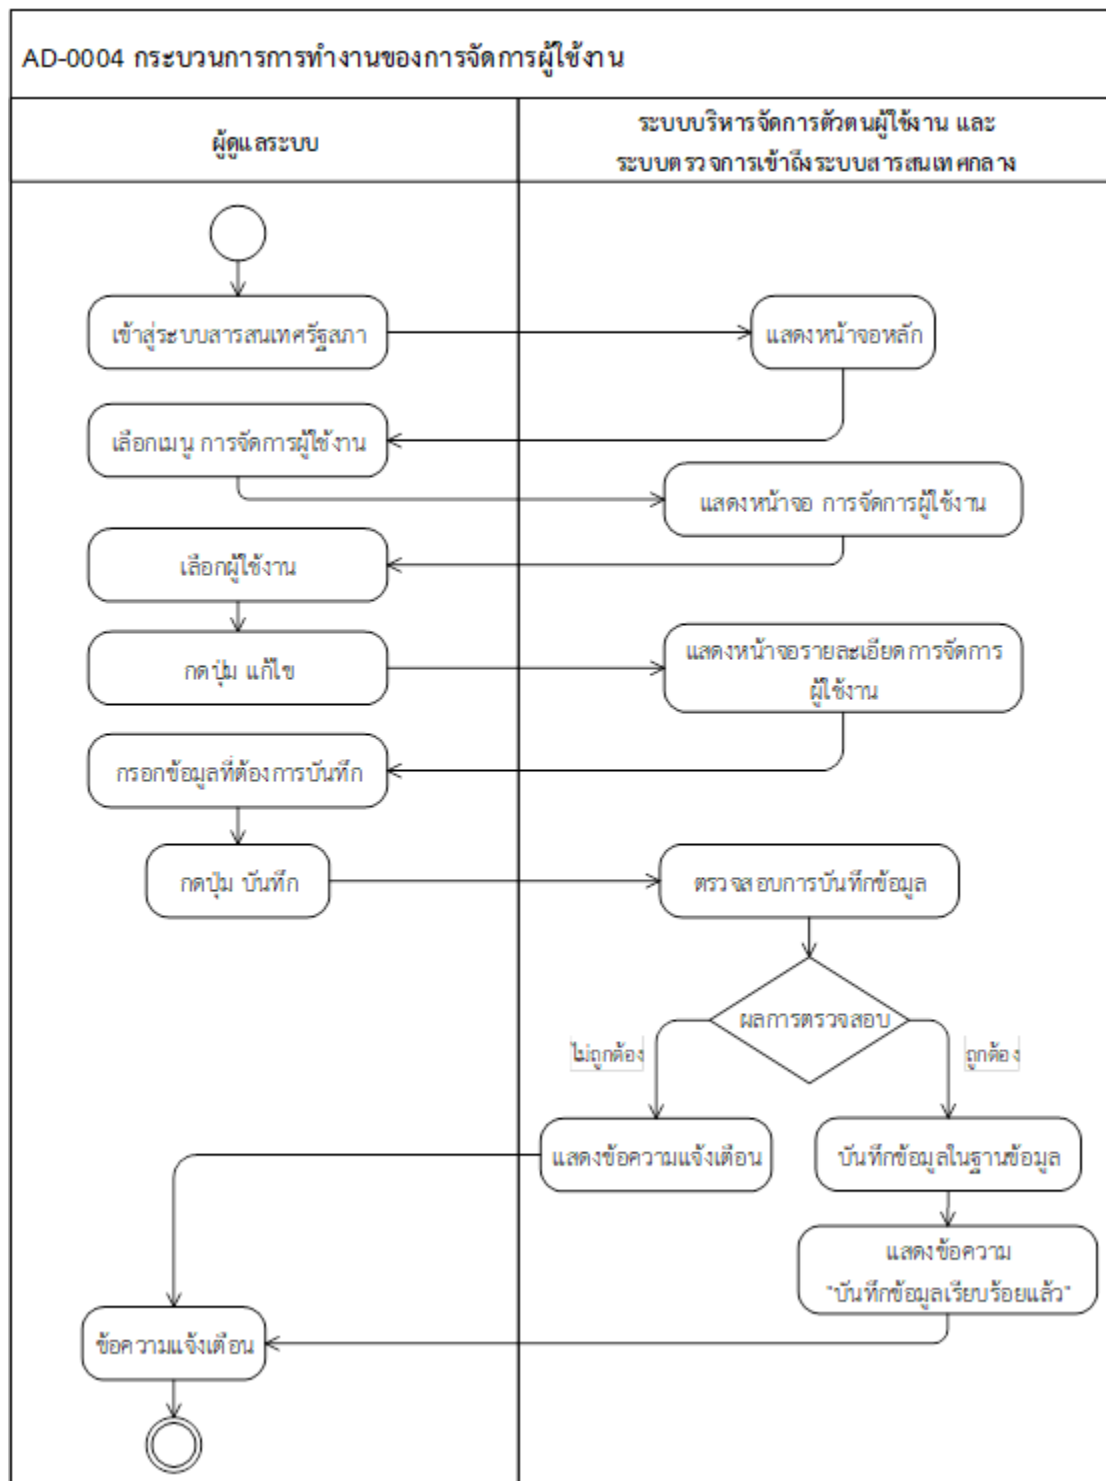 AD-0004 กระบวนการการทำงานของการจัดการผู้ใช้งาน
ผู้ดูแลระบบ
ระบบบริหารจัดการตัวตนผู้ใช้งาน และ
ระบบตรวจการเข้าถึงระบบสารสนเทศกลาง
เข้าสู่ระบบสารสนเทศรัฐสภา
แสดงหน้าจอหลัก
เลือกเมนู การจัดการผู้ใช้งาน
แสดงหน้าจอ การจัดการผู้ใช้งาน
เลือกผู้ใช้งาน
กดปุ่ม แก้ไข
แสดงหน้าจอรายละเอียดการจัดการ
ผู้ใช้งาน
กรอกข้อมูลที่ต้องการบันทึก
กดปุ่ม บันทึก
ตรวจสอบการบันทึกข้อมูล
ผลการตรวจสอบ
ไม่ถูกต้อง
ถูกต้อง
แสดงข้อความแจ้งเตือน
บันทึกข้อมูลในฐานข้อมูล
แสดงข้อความ
"บันทึกข้อมูลเรียบร้อยแล้ว"
ข้อความแจ้งเตือน